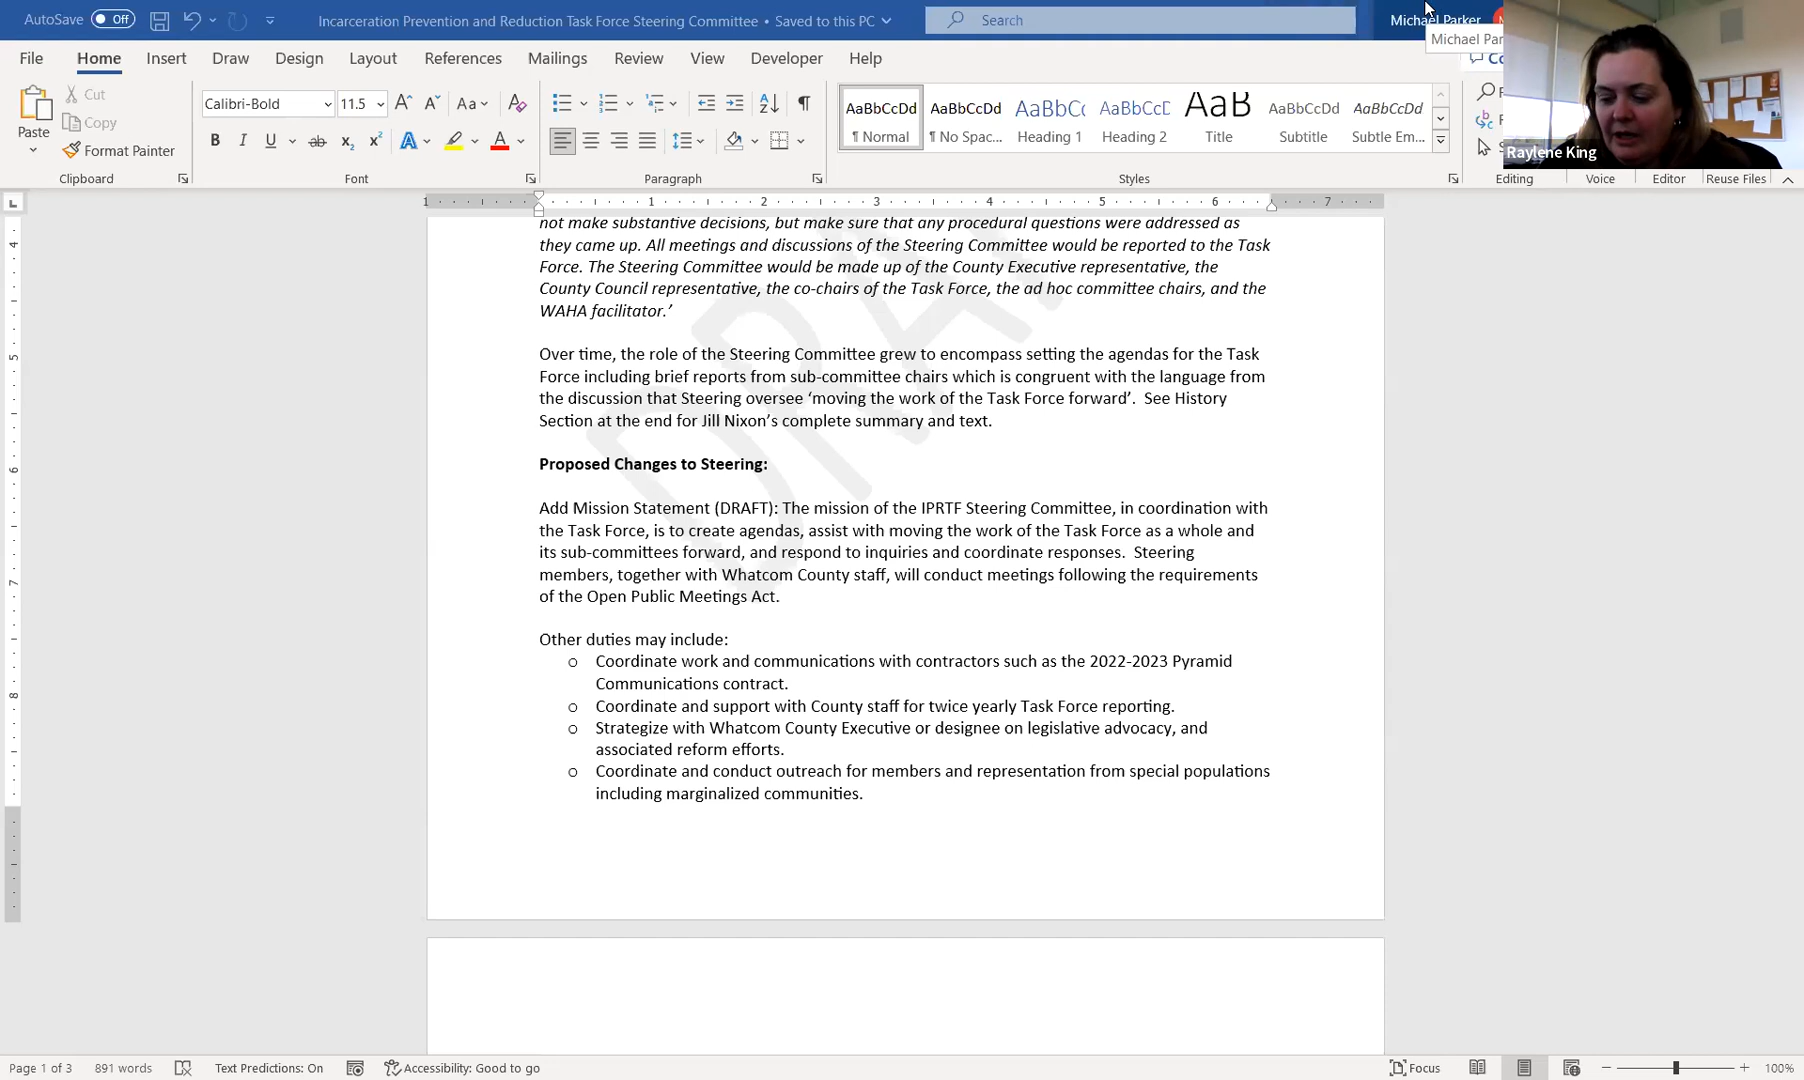 AutoSave Off Incarceration Prevention and Reduction Task Force Steering Committee • Saved to this PC Search Michael Parker
File Home Insert Draw Design Layout References Mailings Review View Developer Help Michael Par
Paste Cut Copy Format Painter Clipboard
Calibri-Bold 11.5 Aa Font
Paragraph
AaBbCcDd AaBbCcDd AaBbC( AaBbCcD AaB AaBbCcDd AaBbCcDd
¶ Normal ¶ No Spac... Heading 1 Heading 2 Title Subtitle Subtle Em...
Styles Editing Voice Editor Reuse Files
Raylene King
not make substantive decisions, but make sure that any procedural questions were addressed as
they came up. All meetings and discussions of the Steering Committee would be reported to the Task
Force. The Steering Committee would be made up of the County Executive representative, the
County Council representative, the co-chairs of the Task Force, the ad hoc committee chairs, and the
WAHA facilitator.’
Over time, the role of the Steering Committee grew to encompass setting the agendas for the Task
Force including brief reports from sub-committee chairs which is congruent with the language from
the discussion that Steering oversee ‘moving the work of the Task Force forward’. See History
Section at the end for Jill Nixon’s complete summary and text.
Proposed Changes to Steering:
Add Mission Statement (DRAFT): The mission of the IPRTF Steering Committee, in coordination with
the Task Force, is to create agendas, assist with moving the work of the Task Force as a whole and
its sub-committees forward, and respond to inquiries and coordinate responses. Steering
members, together with Whatcom County staff, will conduct meetings following the requirements
of the Open Public Meetings Act.
Other duties may include:
o Coordinate work and communications with contractors such as the 2022-2023 Pyramid
Communications contract.
o Coordinate and support with County staff for twice yearly Task Force reporting.
o Strategize with Whatcom County Executive or designee on legislative advocacy, and
associated reform efforts.
o Coordinate and conduct outreach for members and representation from special populations
including marginalized communities.
Page 1 of 3 891 words Text Predictions: On Accessibility: Good to go Focus 100%